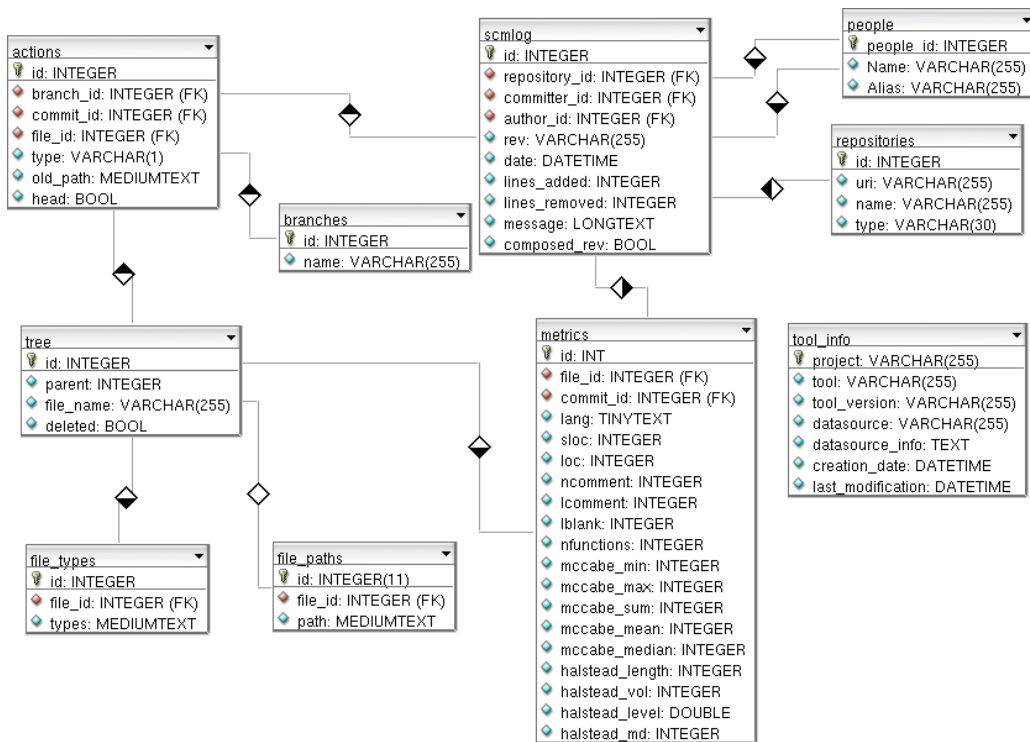 actions
id: INTEGER
branch_id: INTEGER (FK)
commit_id: INTEGER (FK)
file_id: INTEGER (FK)
type: VARCHAR(1)
old_path: MEDIUMTEXT
head: BOOL
scmlog
id: INTEGER
repository_id: INTEGER (FK)
committer_id: INTEGER (FK)
author_id: INTEGER (FK)
rev: VARCHAR(255)
date: DATETIME
lines_added: INTEGER
lines_removed: INTEGER
message: LONGTEXT
composed_rev: BOOL
people
people_id: INTEGER
Name: VARCHAR(255)
Alias: VARCHAR(255)
repositories
id: INTEGER
uri: VARCHAR(255)
name: VARCHAR(255)
type: VARCHAR(30)
branches
id: INTEGER
name: VARCHAR(255)
tree
id: INTEGER
parent: INTEGER
file_name: VARCHAR(255)
deleted: BOOL
metrics
id: INT
file_id: INTEGER (FK)
commit_id: INTEGER (FK)
lang: TINYTEXT
sloc: INTEGER
loc: INTEGER
ncomment: INTEGER
lcomment: INTEGER
lblank: INTEGER
nfunctions: INTEGER
mccabe_min: INTEGER
mccabe_max: INTEGER
mccabe_sum: INTEGER
mccabe_mean: INTEGER
mccabe_median: INTEGER
halstead_length: INTEGER
halstead_vol: INTEGER
halstead_level: DOUBLE
halstead_md: INTEGER
tool_info
project: VARCHAR(255)
tool: VARCHAR(255)
tool_version: VARCHAR(255)
datasource: VARCHAR(255)
datasource_info: TEXT
creation_date: DATETIME
last_modification: DATETIME
file_types
id: INTEGER
file_id: INTEGER (FK)
types: MEDIUMTEXT
file_paths
id: INTEGER(11)
file_id: INTEGER (FK)
path: MEDIUMTEXT